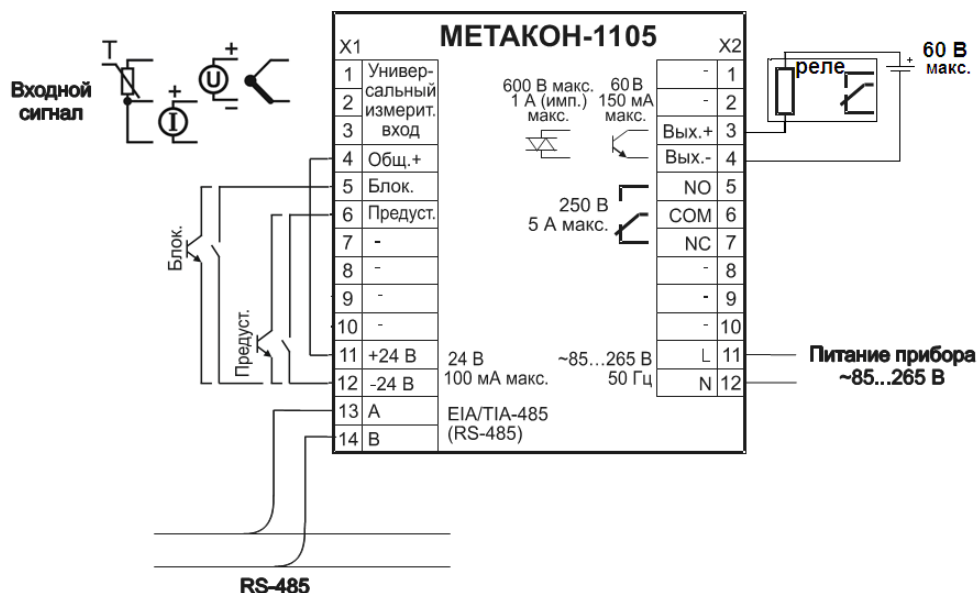 МЕТАКОН-1105
X1
X2
T
+
U
+
I
–
Входной
сигнал
1
Универ-
сальный
измерит.
вход
2
3
4 Общ.+
5 Блок.
6 Предуст.
7 -
8 -
9 -
10 -
11 +24 В
12 -24 В
13 A
14 B
Блок.
Предуст.
600 В макс.
1 А (имп.)
макс.
60 В
150 мА
макс.
250 В
5 А макс.
24 В
100 мА макс.
~85...265 В
50 Гц
EIA/TIA-485
(RS-485)
- 1
- 2
Вых.+ 3
Вых.- 4
NO 5
COM 6
NC 7
- 8
- 9
- 10
L 11
N 12
реле
+
60 В
макс.
Питание прибора
~85...265 В
RS-485